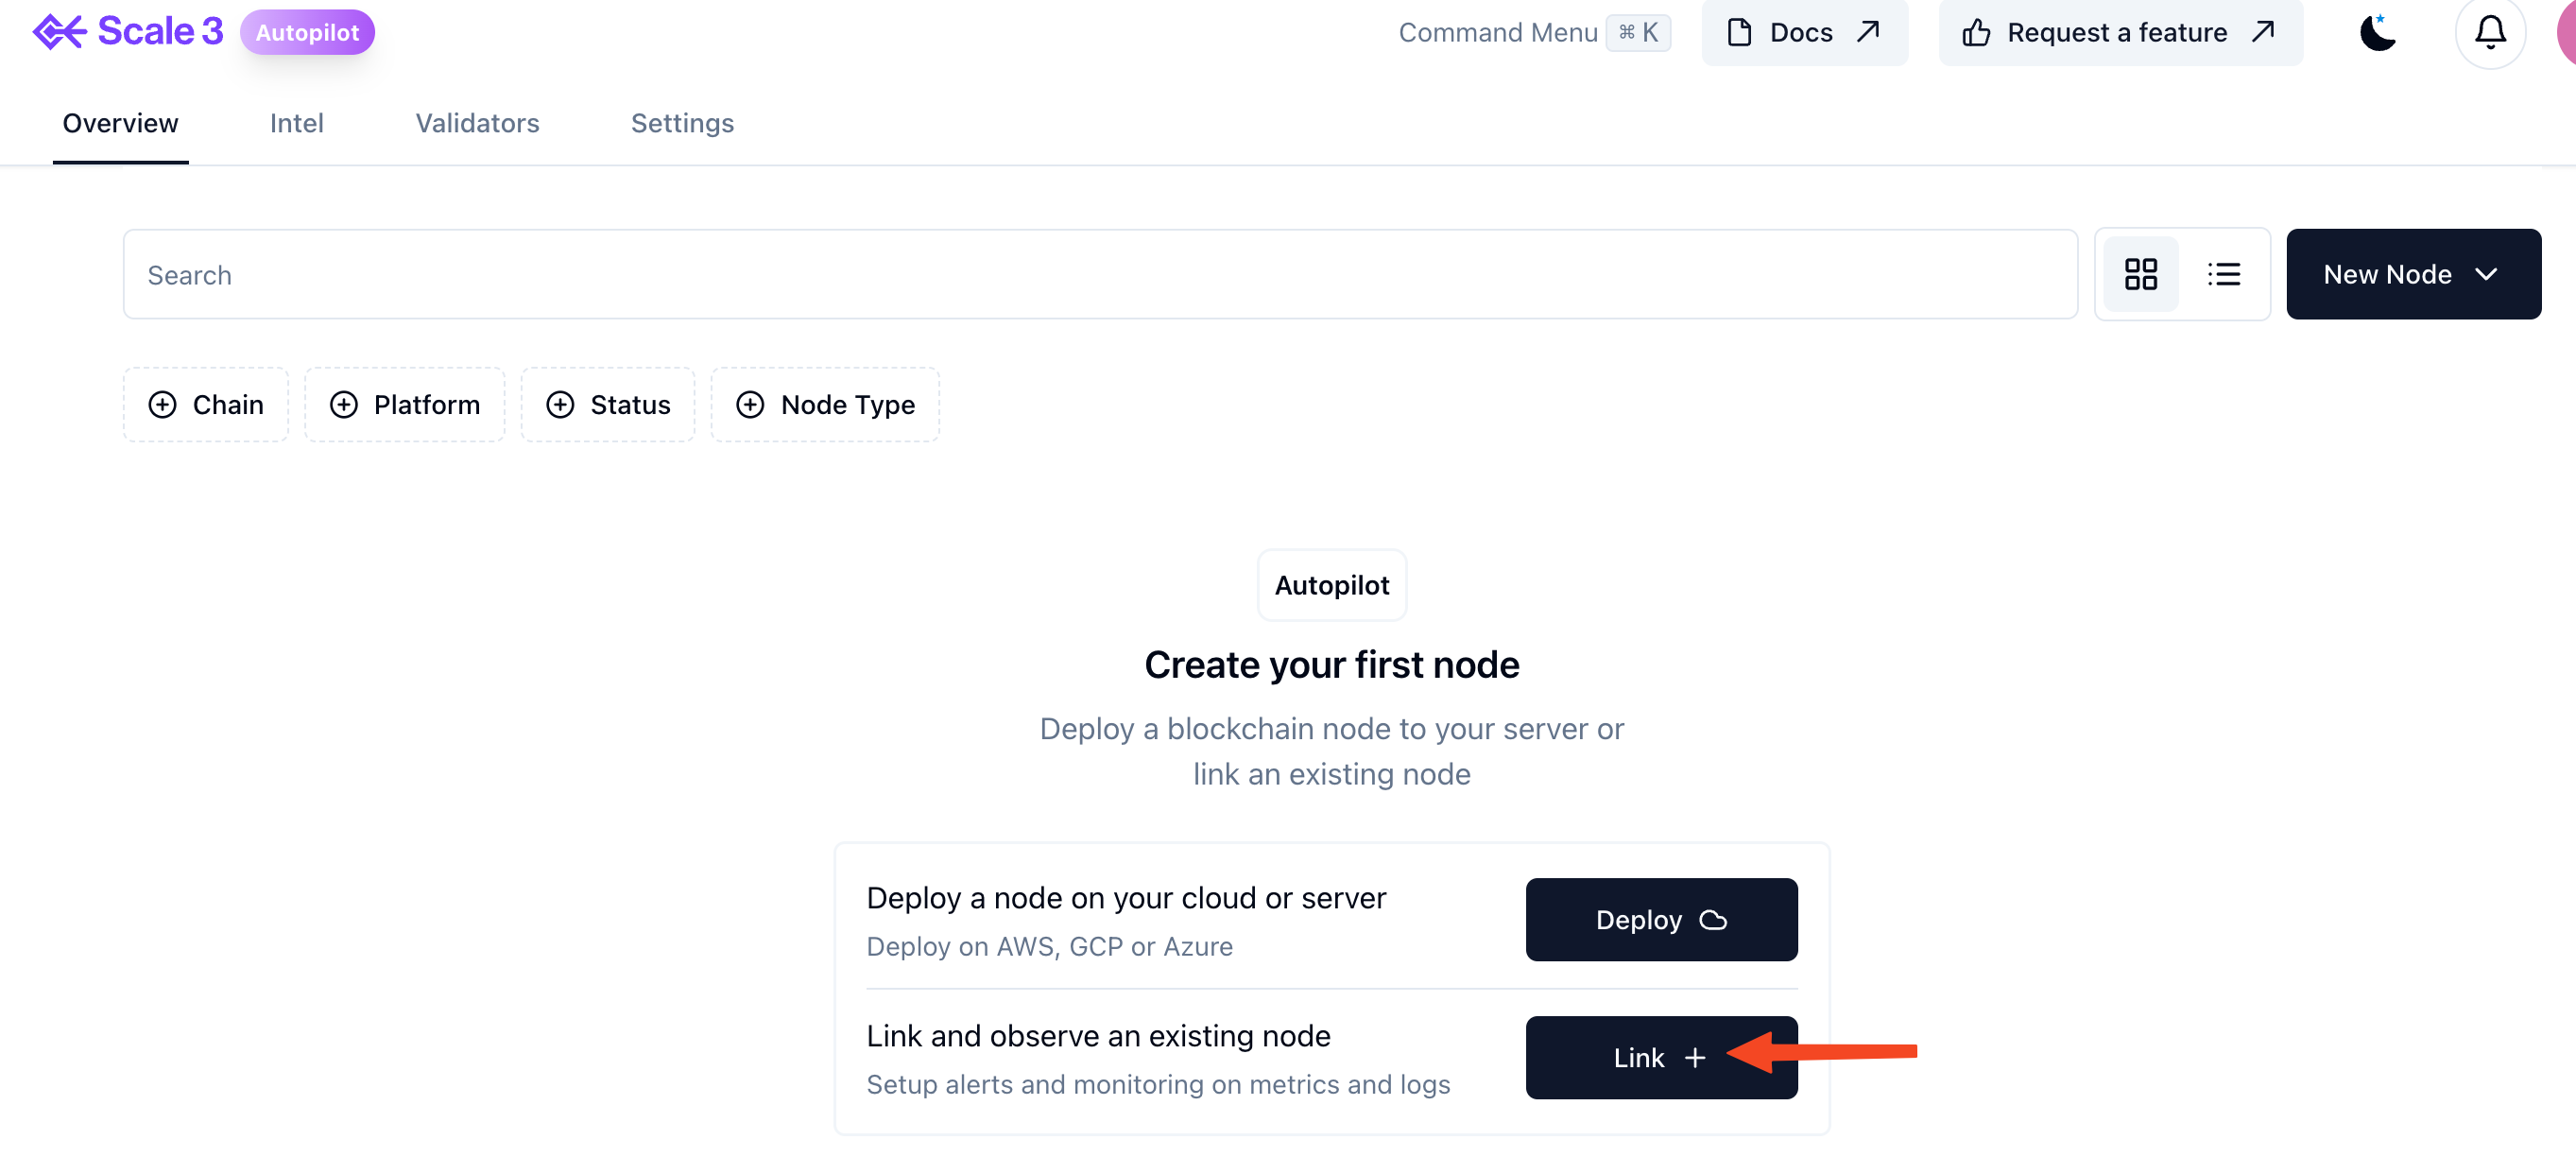 Scale 3 Autopilot Command Menu ⌘ K Docs Request a feature
Overview Intel Validators Settings
Search New Node
Chain Platform Status Node Type
Autopilot
Create your first node
Deploy a blockchain node to your server or
link an existing node
Deploy a node on your cloud or server
Deploy on AWS, GCP or Azure
Deploy
Link and observe an existing node
Setup alerts and monitoring on metrics and logs
Link +